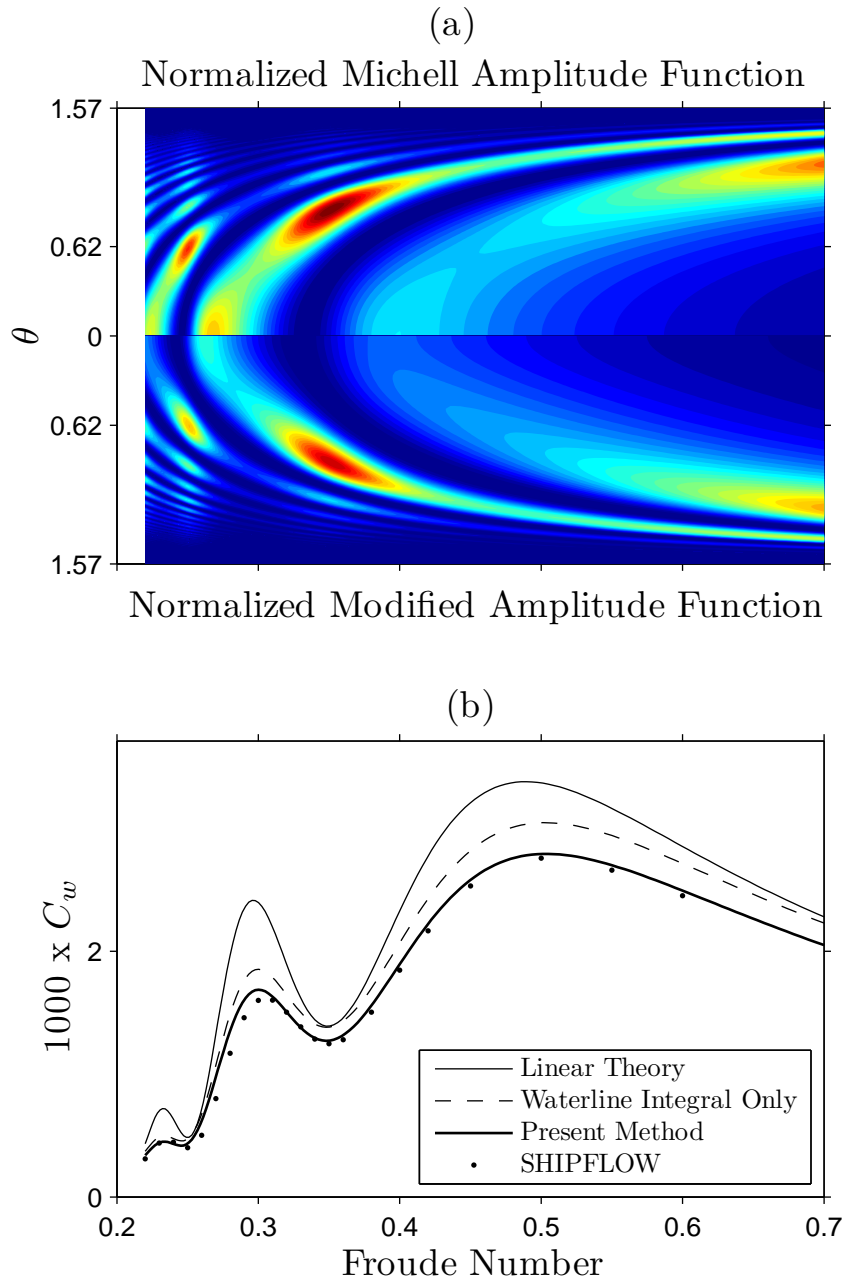 (a)
Normalized Michell Amplitude Function
1.57
0.62
0
0.62
1.57
θ
Normalized Modified Amplitude Function
(b)
2
0
1000 x C_w
Linear Theory
Waterline Integral Only
Present Method
SHIPFLOW
0.2 0.3 0.4 0.5 0.6 0.7
Froude Number